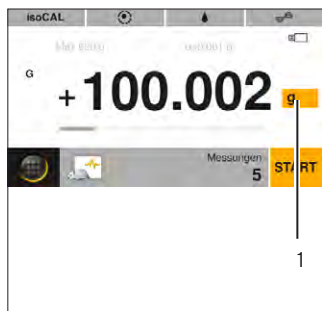 isoCAL
G
+ 100.002 g
Messungen
5
START
1